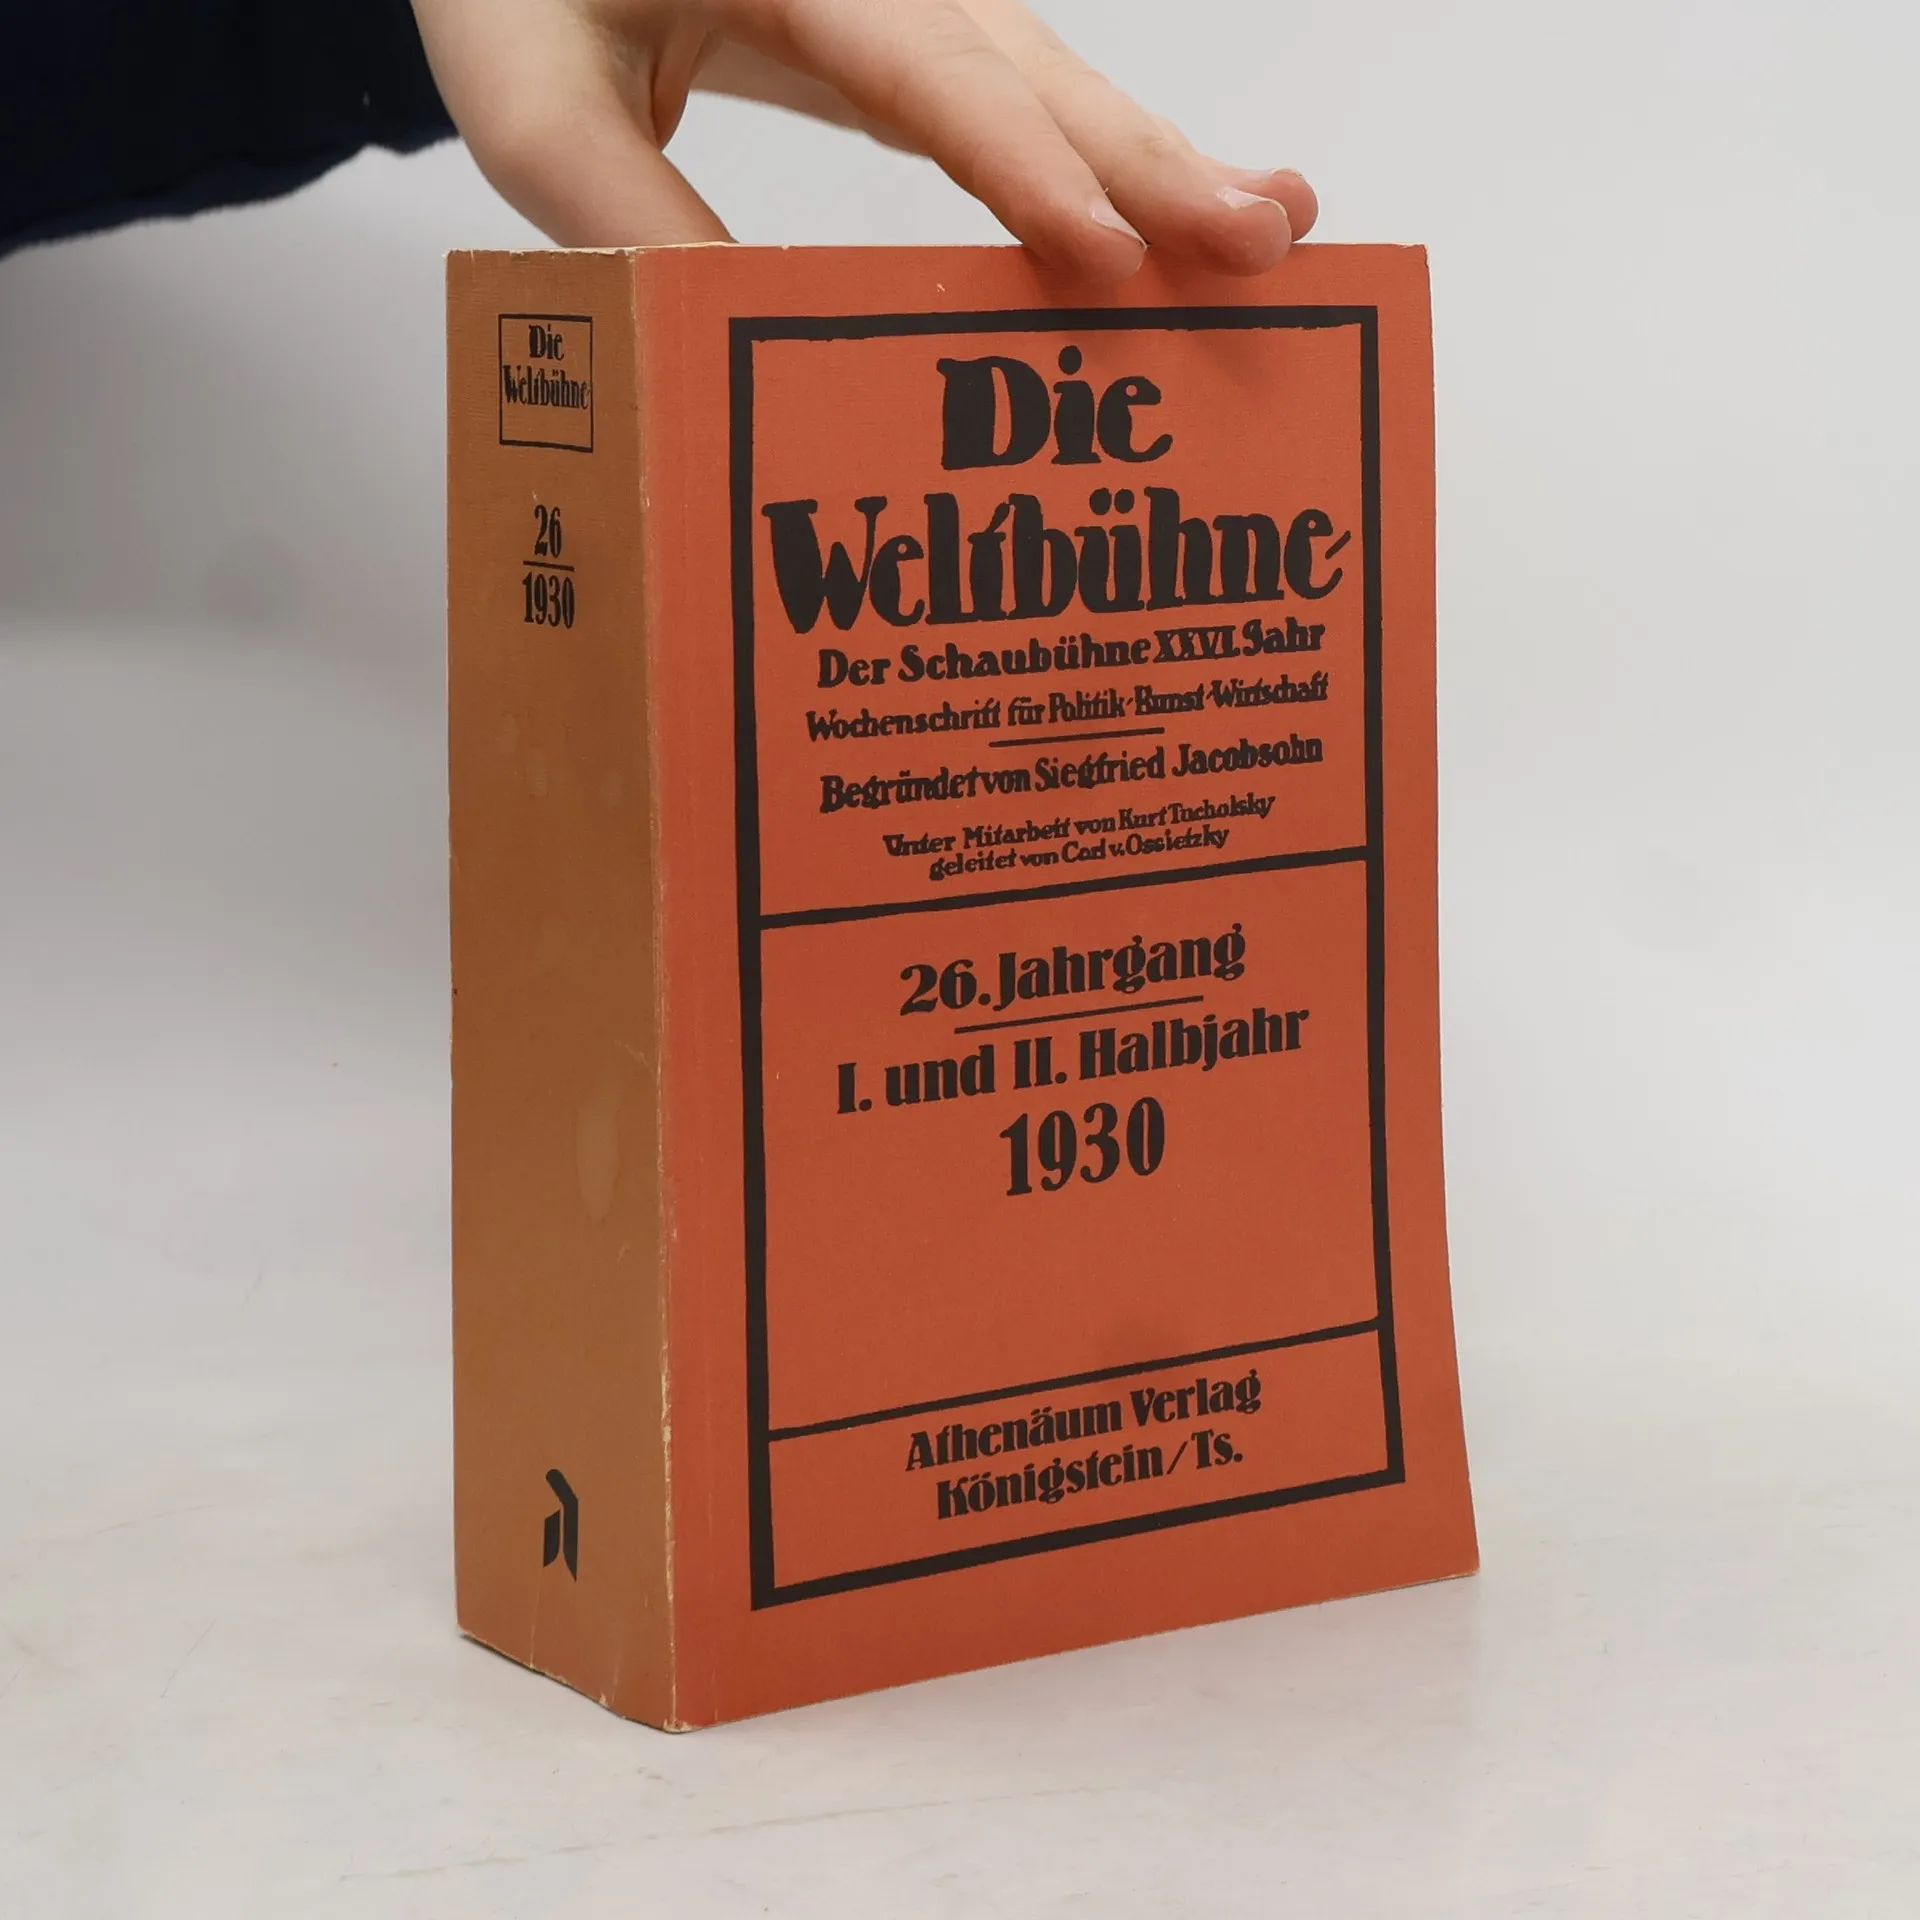 Die
Weltbühne
26
1930
Die
Weltbühne
Der Schaubühne XXVI. Jahr
Wochenschrift für Politik-Kunst-Wirtschaft
Begründet von Siegfried Jacobsohn
Unter Mitarbeit von Kurt Tucholsky
geleitet von Carl v. Ossietzky
26. Jahrgang
I. und II. Halbjahr
1930
Athenäum Verlag
Königstein/Ts.